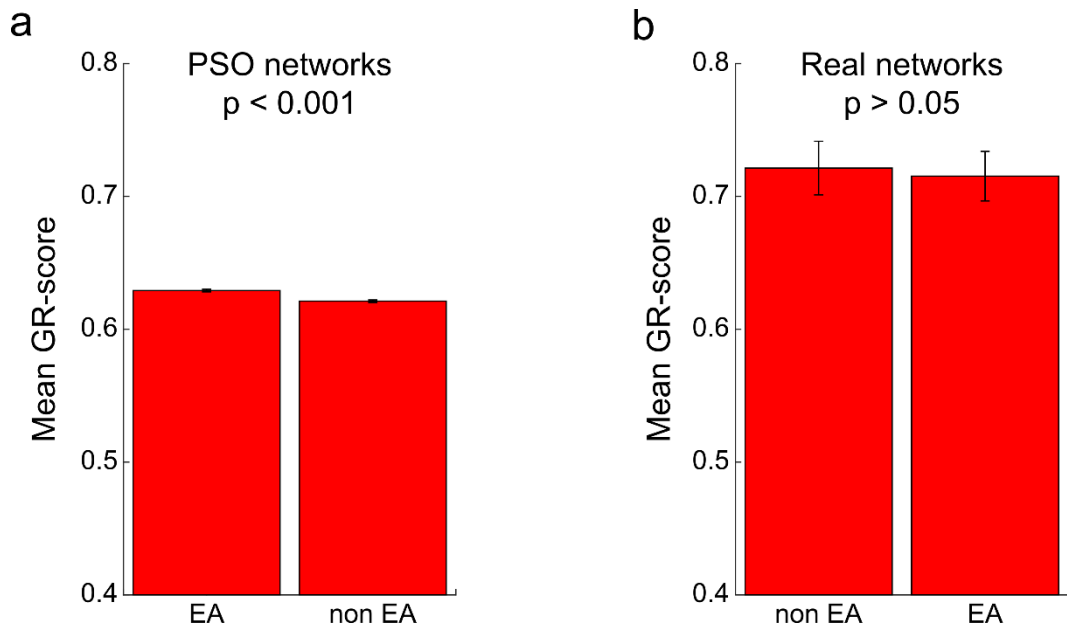 a
PSO networks
p < 0.001
Mean GR-score
0.8
0.7
0.6
0.5
0.4
EA
non EA
b
Real networks
p > 0.05
Mean GR-score
0.8
0.7
0.6
0.5
0.4
non EA
EA